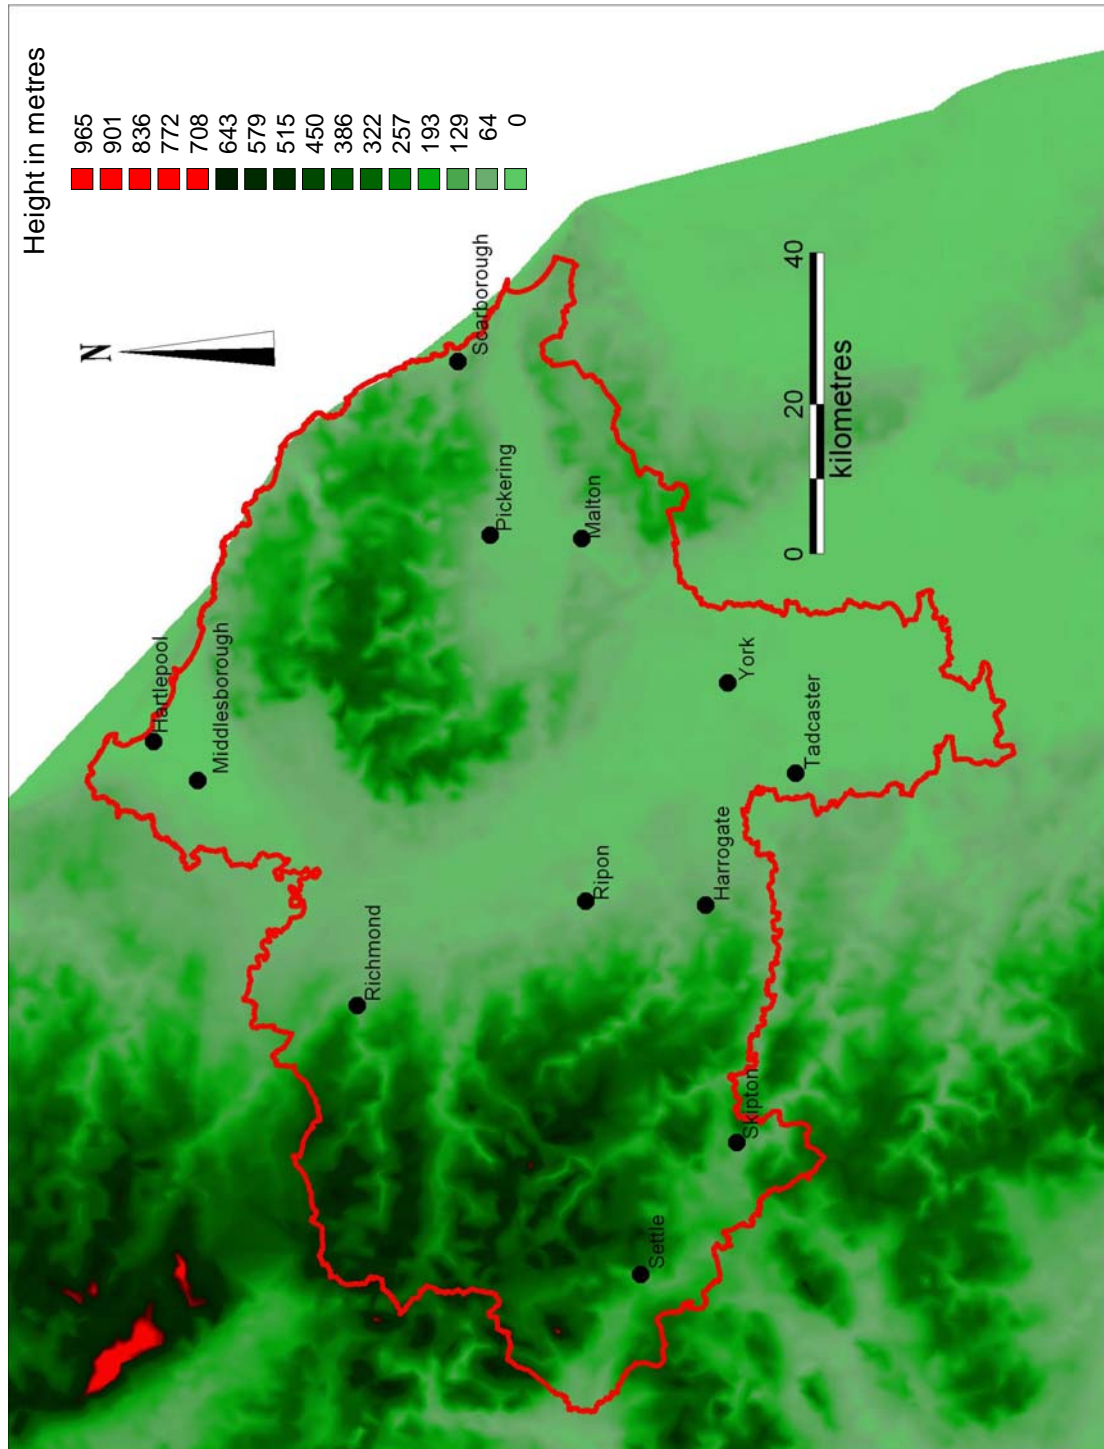 Height in metres
965
901
836
772
708
643
579
515
450
386
322
257
193
129
64
0
N
Hartlepool
Middlesborough
Scarborough
Richmond
Pickering
Malton
Ripon
Settle
Harrogate
York
Skipton
Tadcaster
0 20 40
kilometres